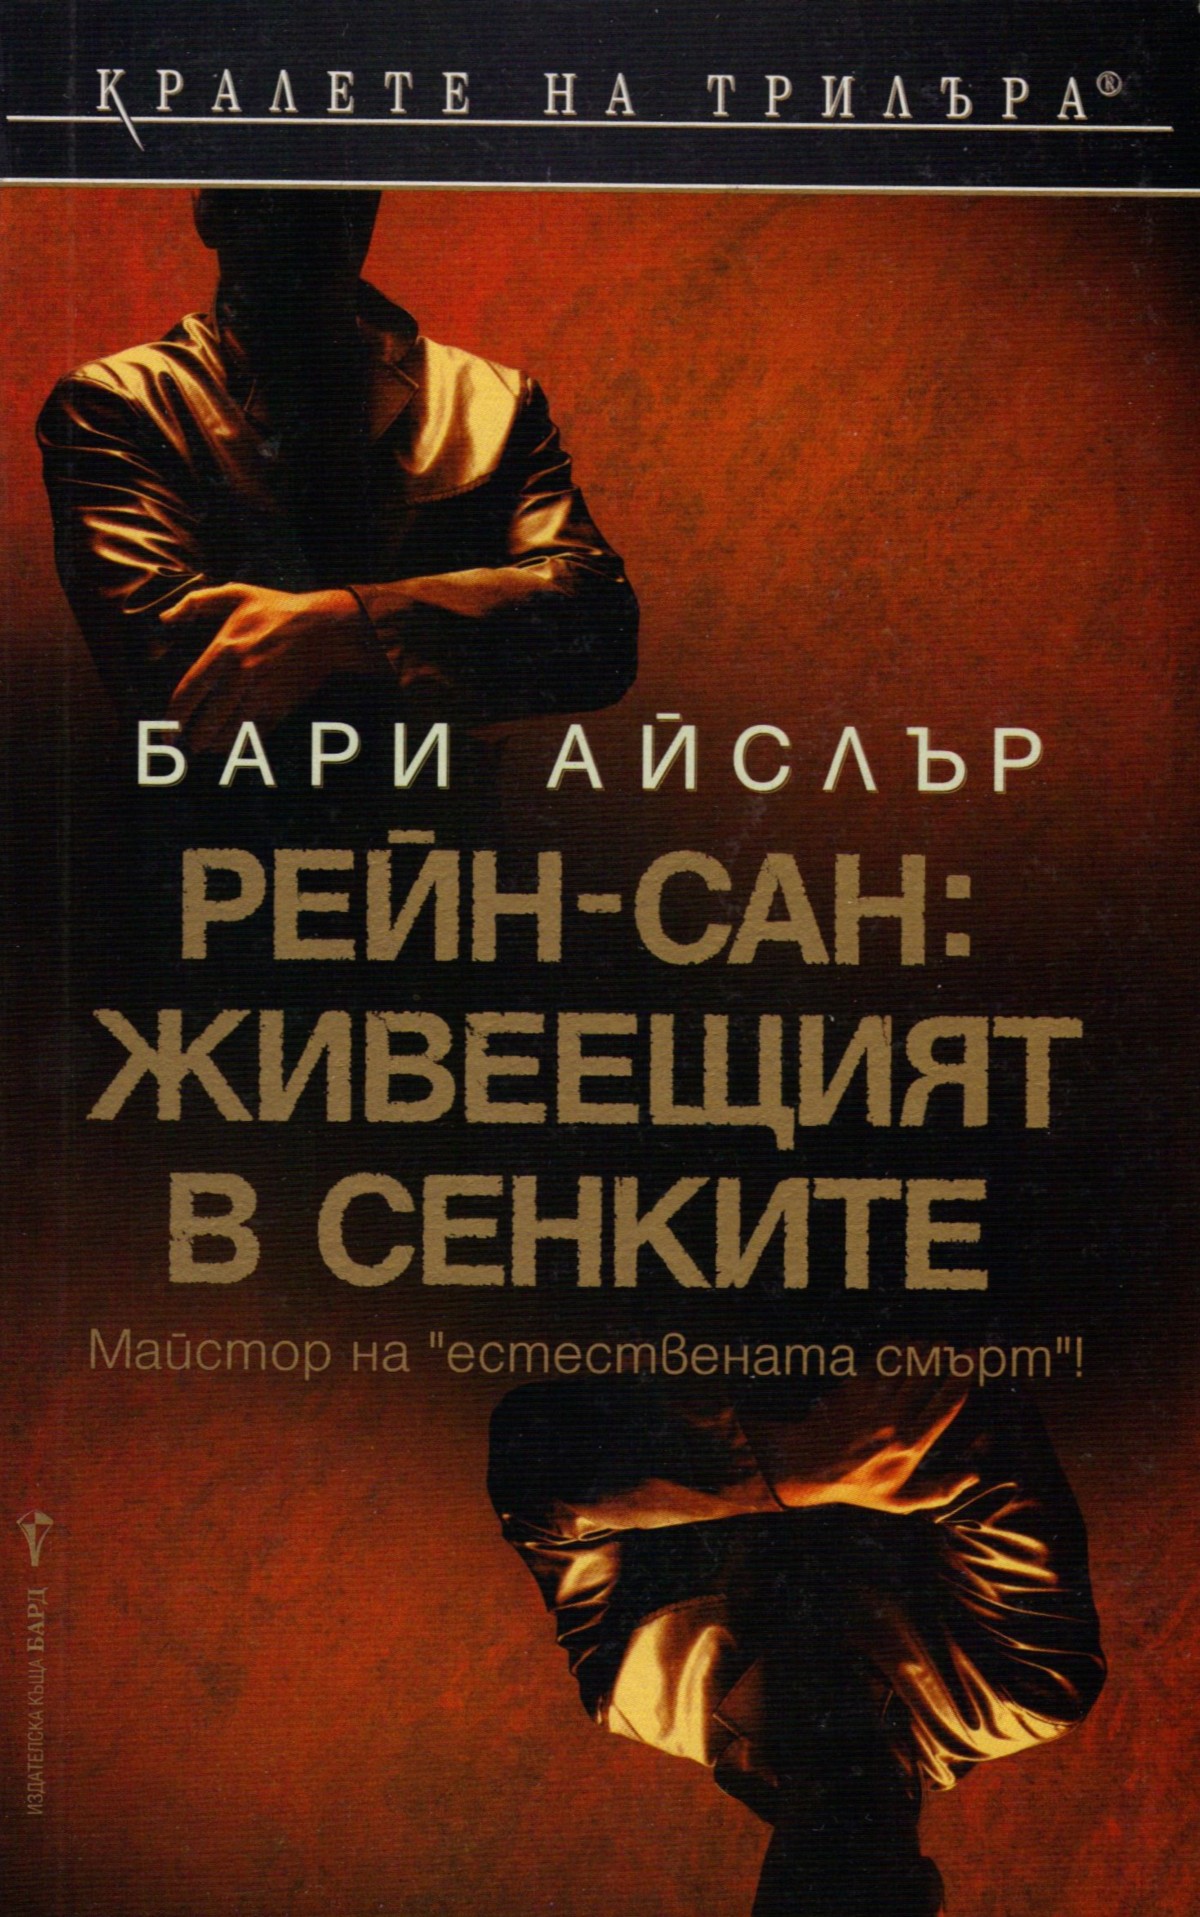 КРАЛЕТЕ НА ТРИЛЪРА®
БАРИ АЙСЛЪР
РЕЙН-САН:
ЖИВЕЕЩИЯТ
В СЕНКИТЕ
Майстор на "естествената смърт"!
ИЗДАТЕЛСКА КЪЩА БАРД